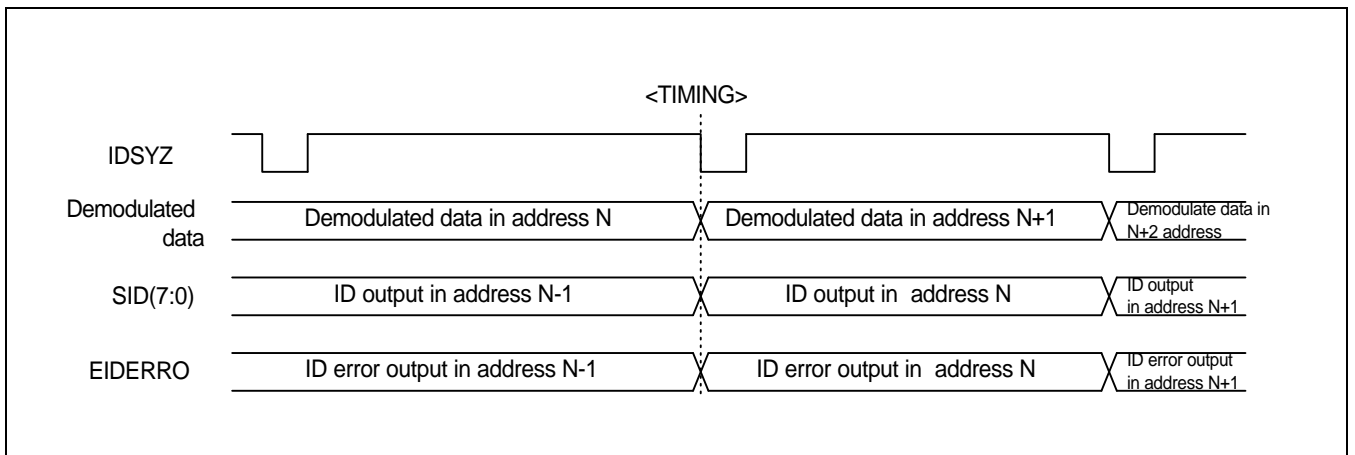 <TIMING>
IDSYZ
Demodulated
data
Demodulated data in address N
Demodulated data in address N+1
Demodulate data in
N+2 address
SID(7:0)
ID output in address N-1
ID output in address N
ID output
in address N+1
EIDERRO
ID error output in address N-1
ID error output in address N
ID error output
in address N+1